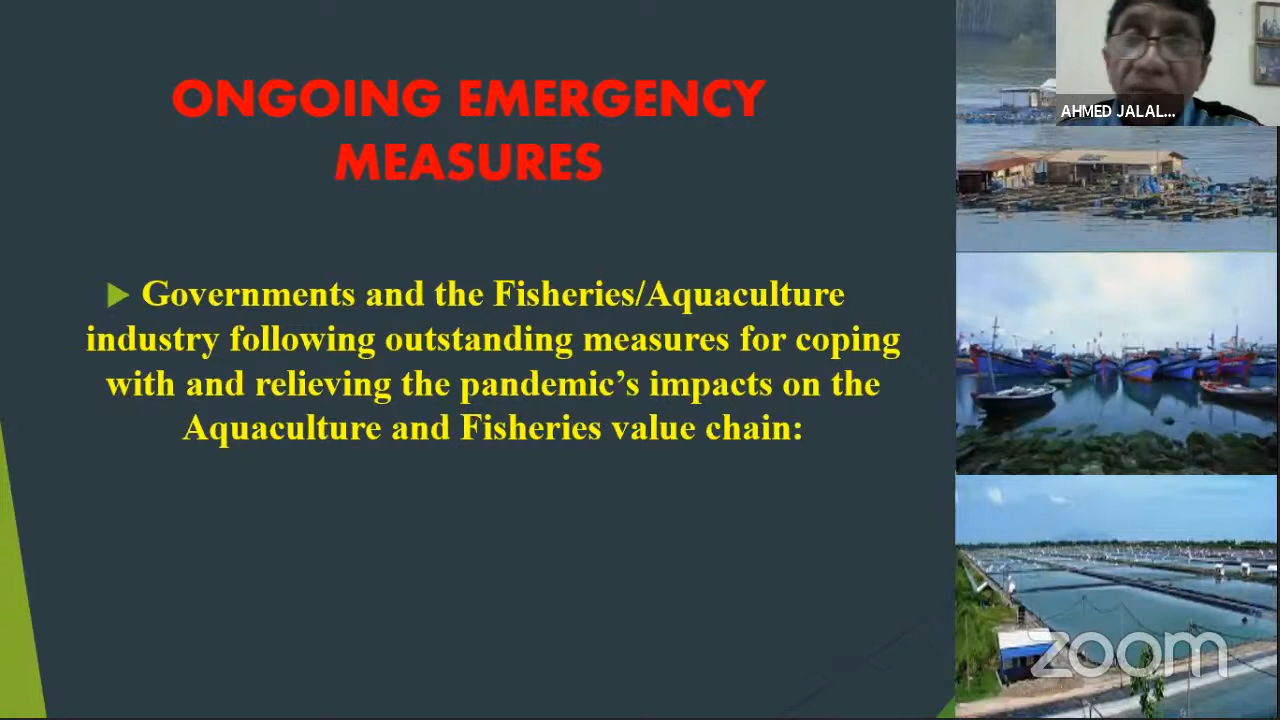 ONGOING EMERGENCY
MEASURES
Governments and the Fisheries/Aquaculture
industry following outstanding measures for coping
with and relieving the pandemic’s impacts on the
Aquaculture and Fisheries value chain:
AHMED JALAL...
zoom